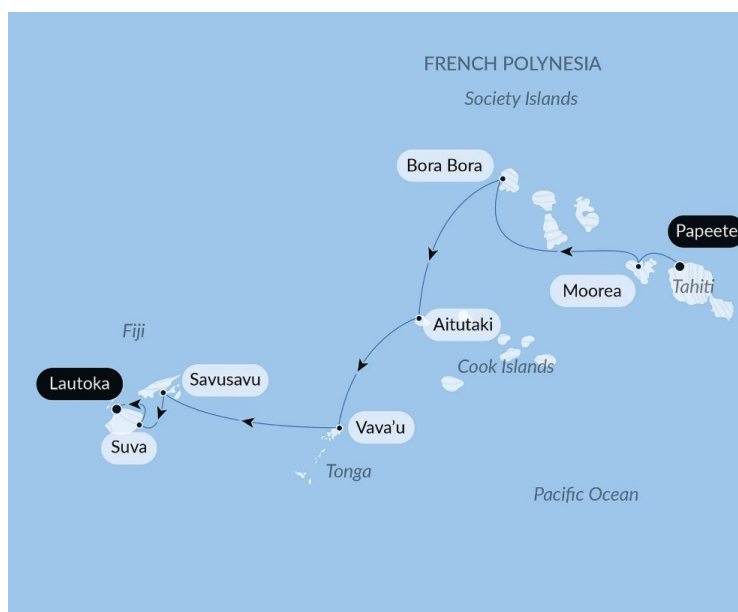 FRENCH POLYNESIA
Society Islands
Bora Bora
Papeete
Moorea
Tahiti
Aitutaki
Fiji
Cook Islands
Savusavu
Lautoka
Vava’u
Suva
Tonga
Pacific Ocean